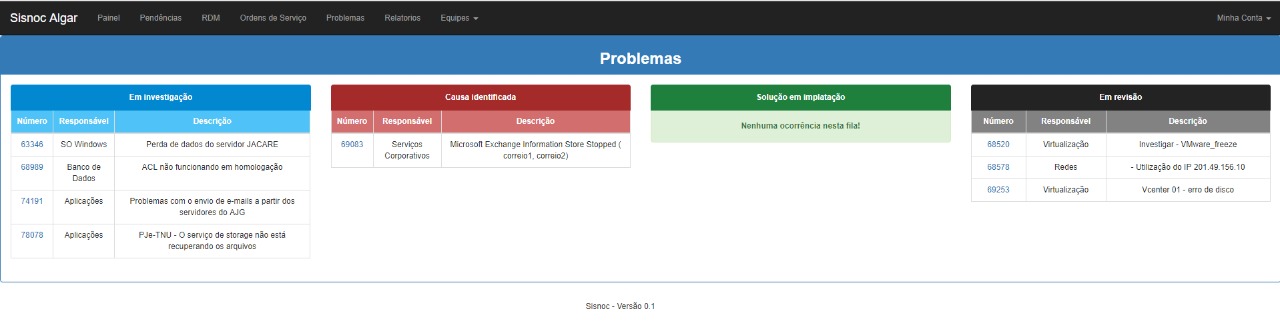 Sisnoc Algar Painel Pendências RDM Ordens de Serviço Problemas Relatorios Equipes Minha Conta
Problemas
Em investigação
Número Responsável Descrição
63346 SO Windows Perda de dados do servidor JACARE
68989 Banco de Dados ACL não funcionando em homologação
74191 Aplicações Problemas com o envio de e-mails a partir dos
servidores do AJG
78078 Aplicações PJe-TNU - O serviço de storage não está
recuperando os arquivos
Causa identificada
Número Responsável Descrição
69083 Serviços Corporativos Microsoft Exchange Information Store Stopped (
correio1, correio2)
Solução em implatação
Nenhuma ocorrência nesta fila!
Em revisão
Número Responsável Descrição
68520 Virtualização Investigar - VMware_freeze
68578 Redes - Utilização do IP 201.49.156.10
69253 Virtualização Vcenter 01 - erro de disco
Sisnoc - Versão 0.1